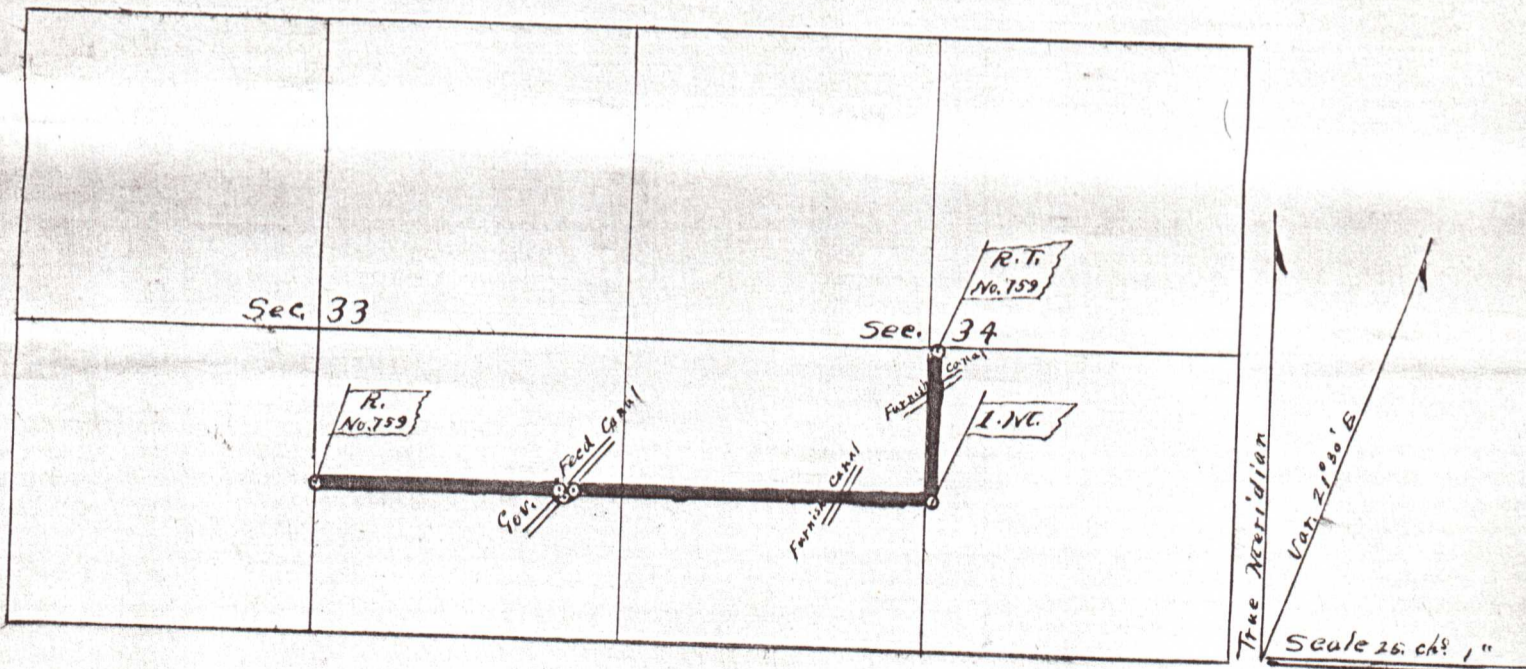 Sec. 33
Sec. 34
R.T.
No. 759
Furnish Canal
R.
No. 759
Gov. Feed Canal
Furnish Canal
True Meridian
Var. 21°30' E
Scale 25. chs 1"